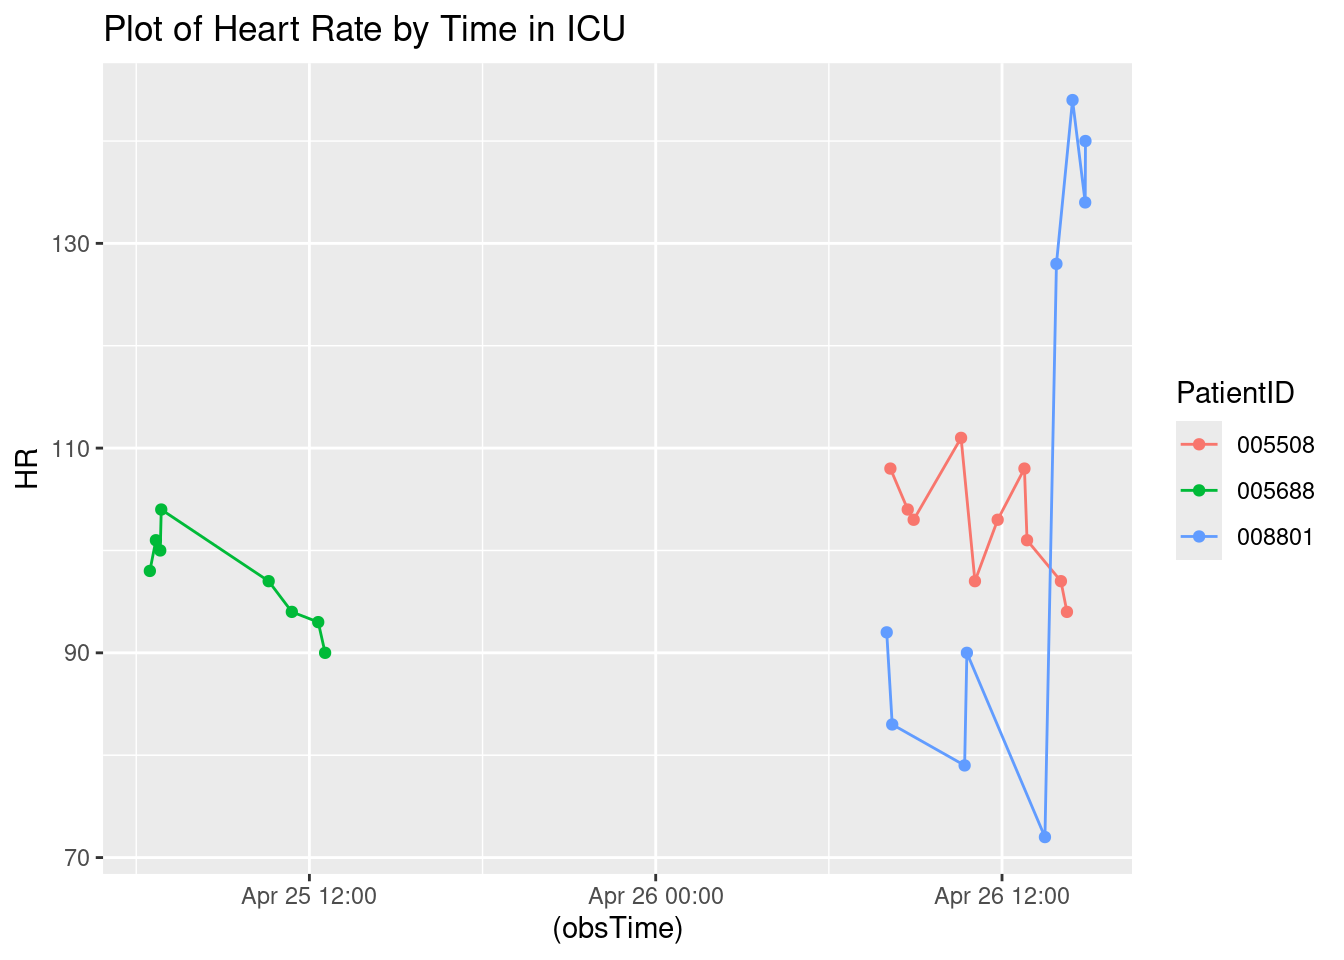 Plot of Heart Rate by Time in ICU
HR
130
110
90
70
Apr 25 12:00
Apr 26 00:00
Apr 26 12:00
(obsTime)
PatientID
005508
005688
008801